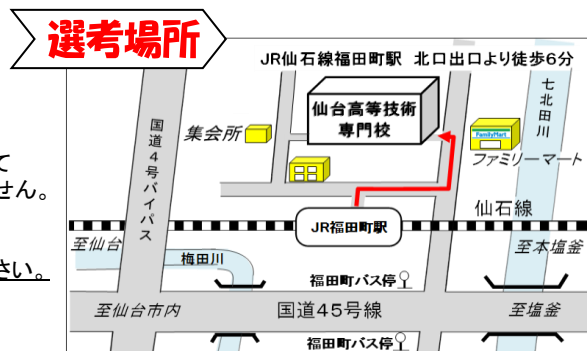 選考場所
JR仙石線福田町駅 北口出口より徒歩6分
仙台高等技術
専門校
七北田川
国道4号バイパス
集会所
FamilyMart
ファミリーマート
て
せん。
仙石線
JR福田町駅
至仙台
至本塩釜
梅田川
さい。
福田町バス停
至仙台市内
国道45号線
至塩釜
福田町バス停